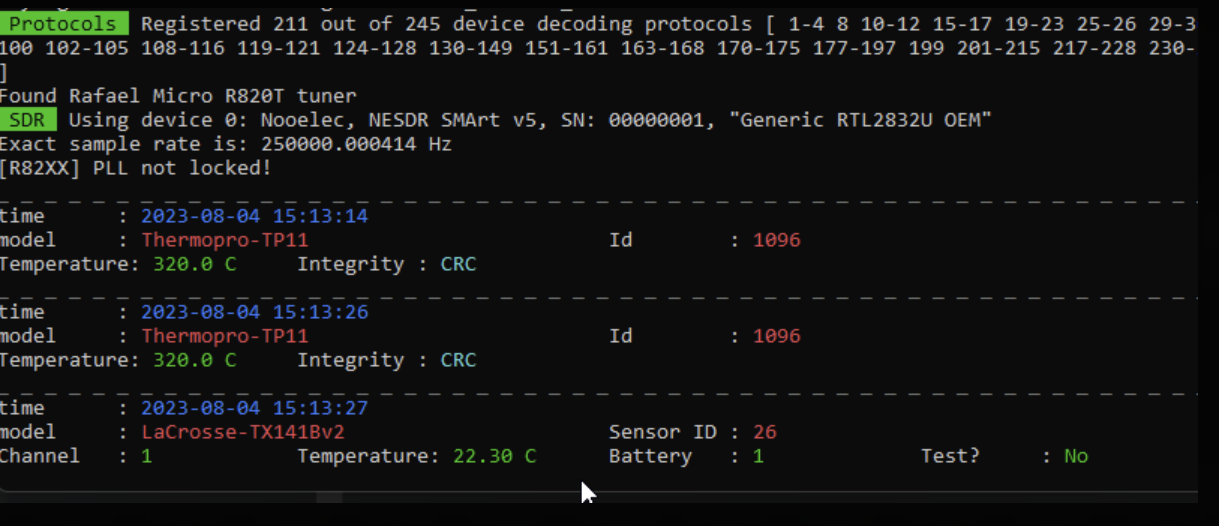 Protocols Registered 211 out of 245 device decoding protocols [ 1-4 8 10-12 15-17 19-23 25-26 29-3
100 102-105 108-116 119-121 124-128 130-149 151-161 163-168 170-175 177-197 199 201-215 217-228 230-
]
Found Rafael Micro R820T tuner
SDR Using device 0: Nooelec, NESDR SMArt v5, SN: 00000001, "Generic RTL2832U OEM"
Exact sample rate is: 250000.000414 Hz
[R82XX] PLL not locked!
_ _ _ _ _ _ _ _ _ _ _ _ _ _ _ _ _ _ _ _ _ _ _ _ _ _ _ _ _ _ _ _ _ _ _ _ _ _ _ _ _ _ _ _ _ _ _ _ _ _
time : 2023-08-04 15:13:14
model : Thermopro-TP11 Id : 1096
Temperature: 320.0 C Integrity : CRC
_ _ _ _ _ _ _ _ _ _ _ _ _ _ _ _ _ _ _ _ _ _ _ _ _ _ _ _ _ _ _ _ _ _ _ _ _ _ _ _ _ _ _ _ _ _ _ _ _ _
time : 2023-08-04 15:13:26
model : Thermopro-TP11 Id : 1096
Temperature: 320.0 C Integrity : CRC
_ _ _ _ _ _ _ _ _ _ _ _ _ _ _ _ _ _ _ _ _ _ _ _ _ _ _ _ _ _ _ _ _ _ _ _ _ _ _ _ _ _ _ _ _ _ _ _ _ _
time : 2023-08-04 15:13:27
model : LaCrosse-TX141Bv2 Sensor ID : 26
Channel : 1 Temperature: 22.30 C Battery : 1 Test? : No